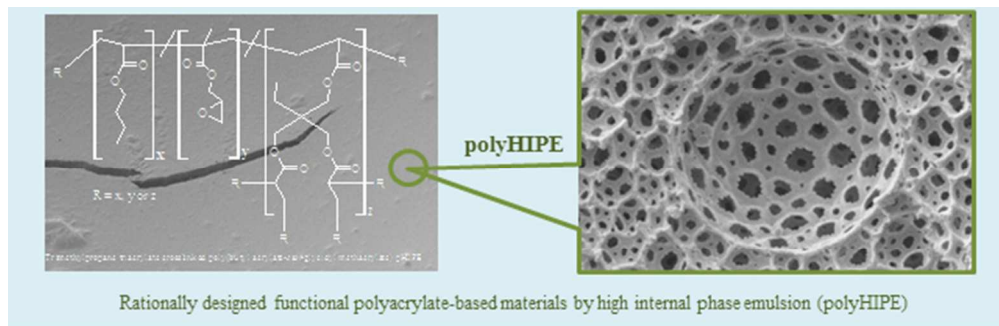 R
O
O
O
O
O
x
O
O
y
O
O
O
O
O
O
z
R
R
R
R
R
R = x, y or z
polyHIPE
Rationally designed functional polyacrylate-based materials by high internal phase emulsion (polyHIPE)